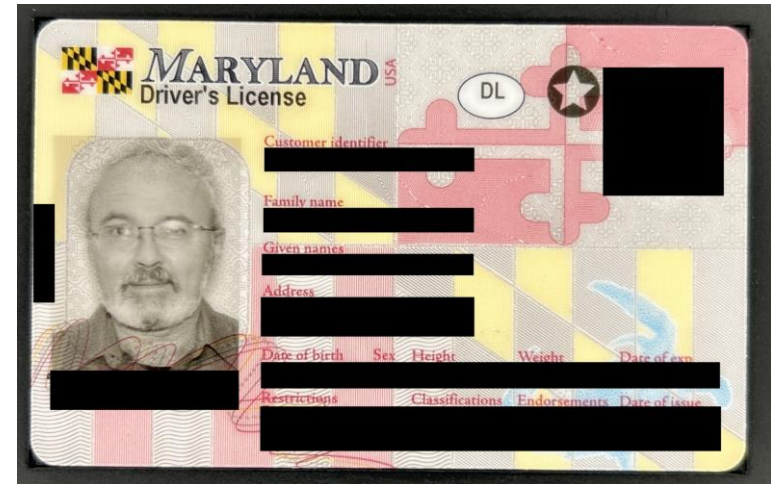 MARYLAND USA
Driver's License
DL
Customer identifier
Family name
Given names
Address
Date of birth Sex Height Weight Date of exp
Restrictions Classifications Endorsements Date of issue